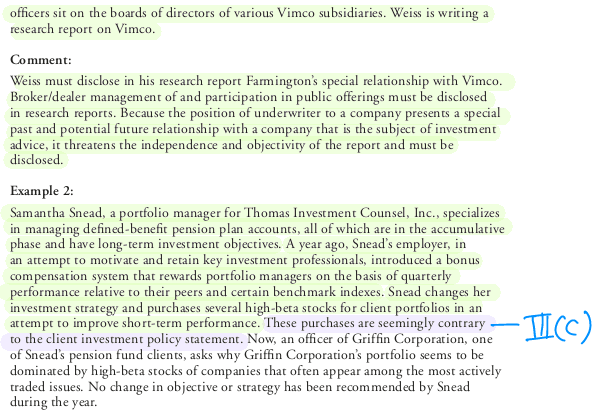 officers sit on the boards of directors of various Vimco subsidiaries. Weiss is writing a
research report on Vimco.
Comment:
Weiss must disclose in his research report Farmington's special relationship with Vimco.
Broker/dealer management of and participation in public offerings must be disclosed
in research reports. Because the position of underwriter to a company presents a special
past and potential future relationship with a company that is the subject of investment
advice, it threatens the independence and objectivity of the report and must be
disclosed.
Example 2:
Samantha Snead, a portfolio manager for Thomas Investment Counsel, Inc., specializes
in managing defined-benefit pension plan accounts, all of which are in the accumulative
phase and have long-term investment objectives. A year ago, Snead's employer, in
an attempt to motivate and retain key investment professionals, introduced a bonus
compensation system that rewards portfolio managers on the basis of quarterly
performance relative to their peers and certain benchmark indexes. Snead changes her
investment strategy and purchases several high-beta stocks for client portfolios in an
attempt to improve short-term performance. These purchases are seemingly contrary
to the client investment policy statement. Now, an officer of Griffin Corporation, one
III(C)
of Snead's pension fund clients, asks why Griffin Corporation's portfolio seems to be
dominated by high-beta stocks of companies that often appear among the most actively
traded issues. No change in objective or strategy has been recommended by Snead
during the year.